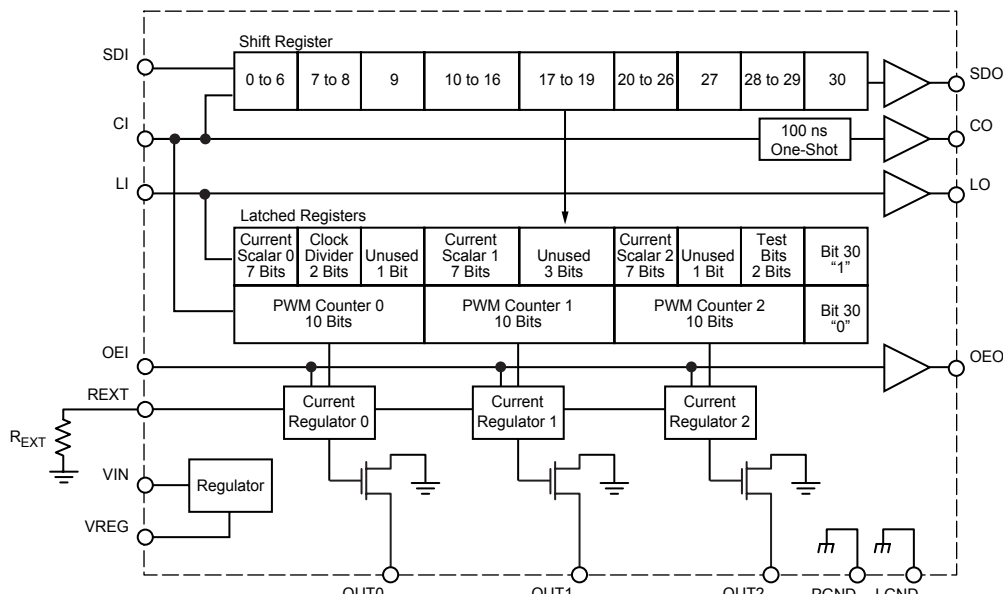 Shift Register
SDI
0 to 6
7 to 8
9
10 to 16
17 to 19
20 to 26
27
28 to 29
30
SDO
CI
100 ns
One-Shot
CO
LI
LO
Latched Registers
Current
Scalar 0
7 Bits
Clock
Divider
2 Bits
Unused
1 Bit
Current
Scalar 1
7 Bits
Unused
3 Bits
Current
Scalar 2
7 Bits
Unused
1 Bit
Test
Bits
2 Bits
Bit 30
“1”
PWM Counter 0
10 Bits
PWM Counter 1
10 Bits
PWM Counter 2
10 Bits
Bit 30
“0”
OEI
OEO
REXT
Current
Regulator 0
Current
Regulator 1
Current
Regulator 2
REXT
VIN
Regulator
VREG
OUT0
OUT1
OUT2
PGND
LGND